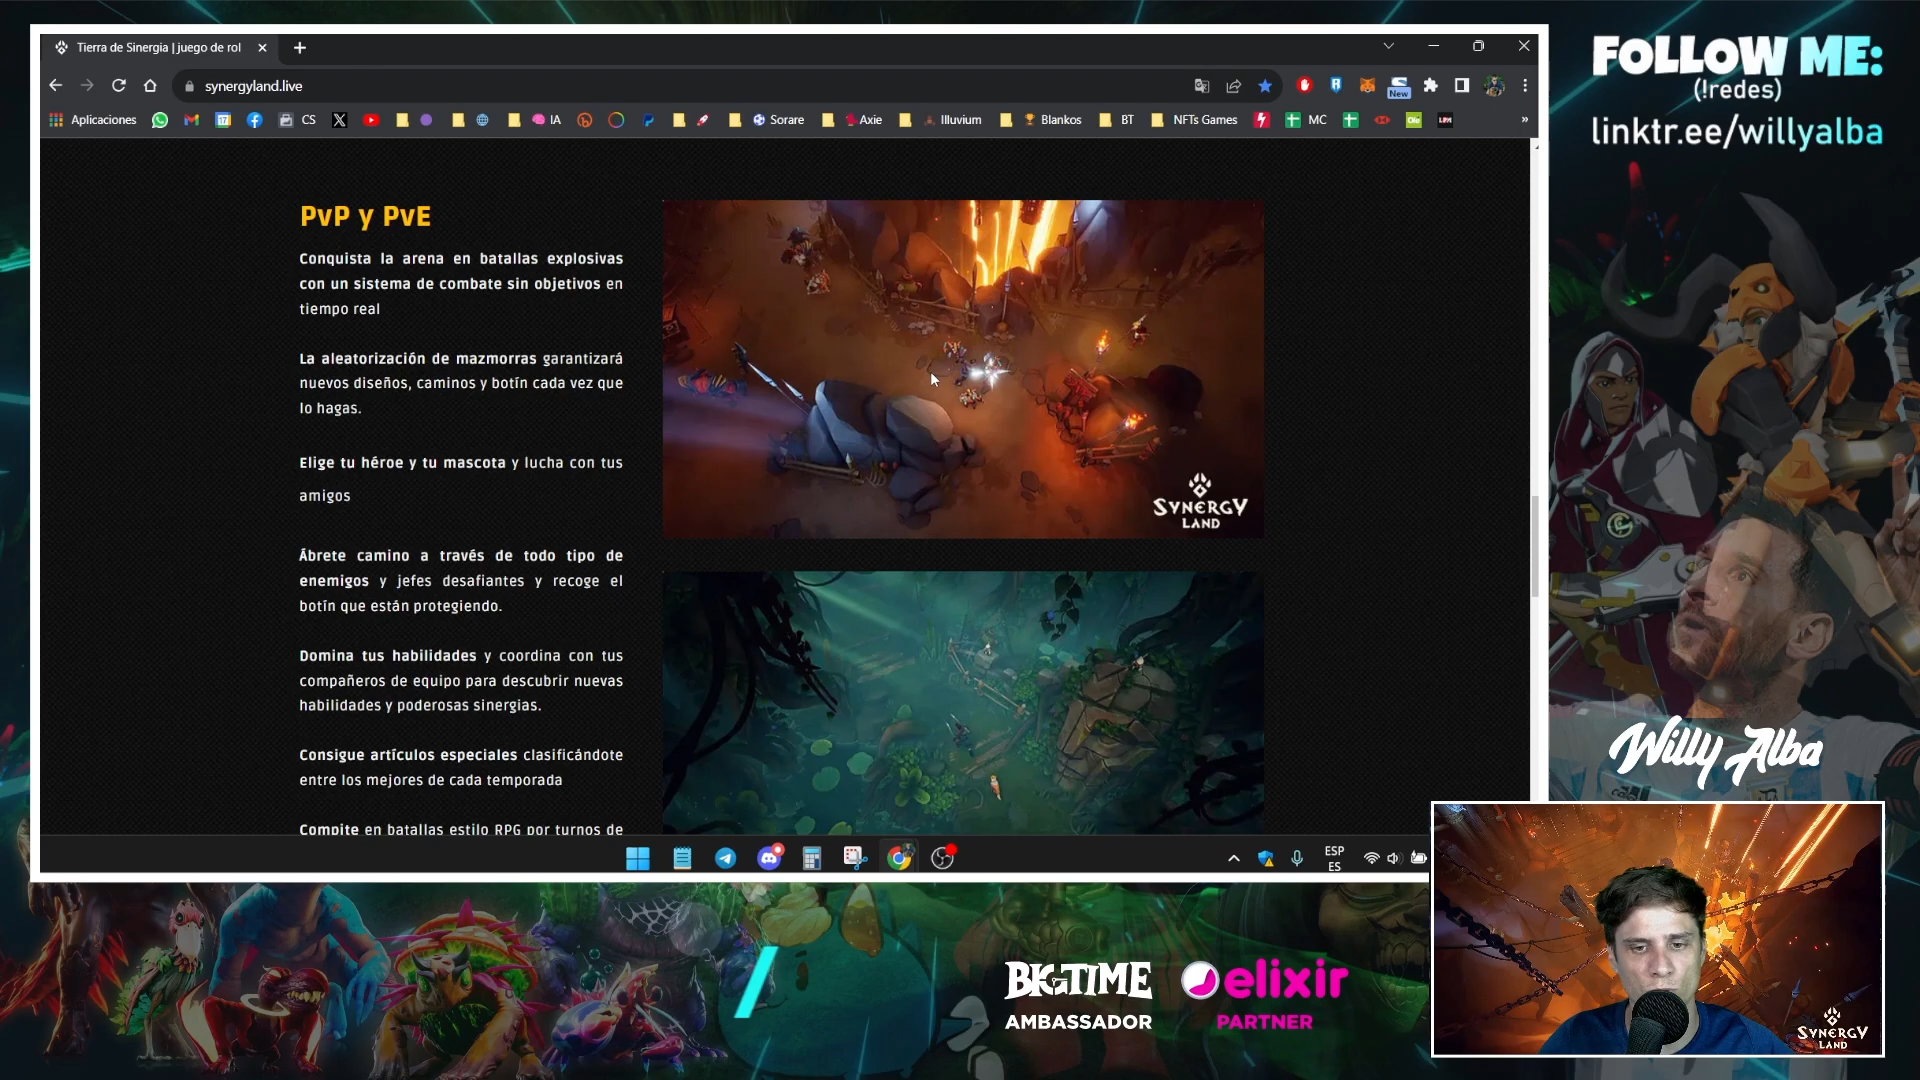 Tierra de Sinergia | juego de rol
synergyland.live
New
Aplicaciones
CS
IA
Sorare
Axie
Illuvium
Blankos
BT
NFTs Games
MC
»
PvP y PvE
Conquista la arena en batallas explosivas
con un sistema de combate sin objetivos en
tiempo real
La aleatorización de mazmorras garantizará
nuevos diseños, caminos y botín cada vez que
lo hagas.
Elige tu héroe y tu mascota y lucha con tus
amigos
Ábrete camino a través de todo tipo de
enemigos y jefes desafiantes y recoge el
botín que están protegiendo.
Domina tus habilidades y coordina con tus
compañeros de equipo para descubrir nuevas
habilidades y poderosas sinergias.
Consigue artículos especiales clasificándote
entre los mejores de cada temporada
Compite en batallas estilo RPG por turnos de
SYNERGY
LAND
ESP
ES
FOLLOW ME:
(!redes)
linktr.ee/willyalba
Willy Alba
BIGTIME
AMBASSADOR
elixir
PARTNER
SYNERGY
LAND